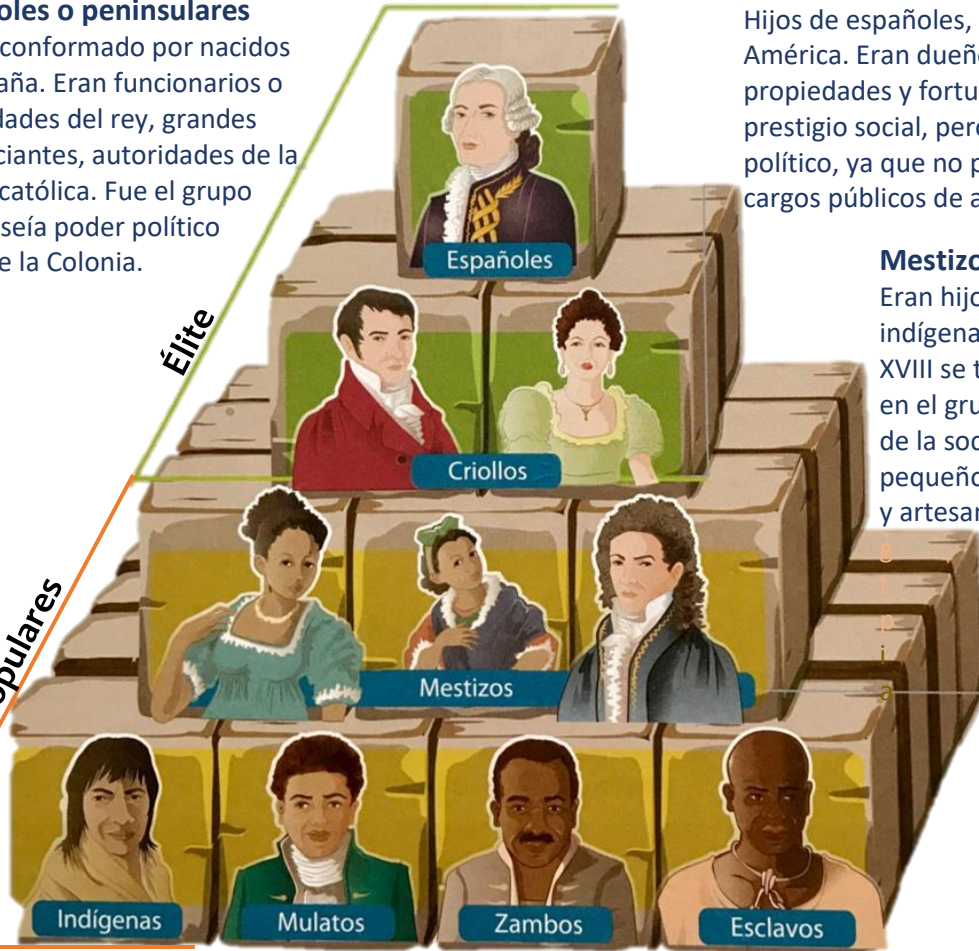 oles o peninsulares
conformado por nacidos
aña. Eran funcionarios o
dades del rey, grandes
ciantes, autoridades de la
católica. Fue el grupo
seía poder político
e la Colonia.
Hijos de españoles,
América. Eran dueñ
propiedades y fortu
prestigio social, per
político, ya que no p
cargos públicos de a
Mestizo
Eran hijo
indígena
XVIII se t
en el gru
de la soc
pequeño
y artesa
Élite
pulares
Españoles
Criollos
Mestizos
Indígenas
Mulatos
Zambos
Esclavos
p
i
a